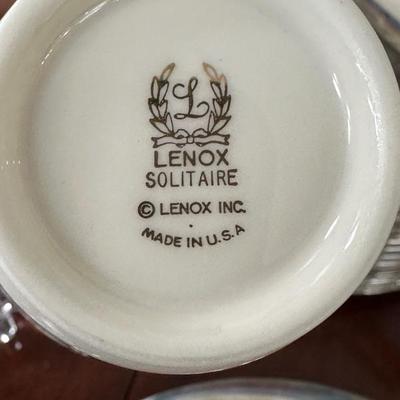 L
LENOX
SOLITAIRE
© LENOX INC.
MADE IN U.S.A